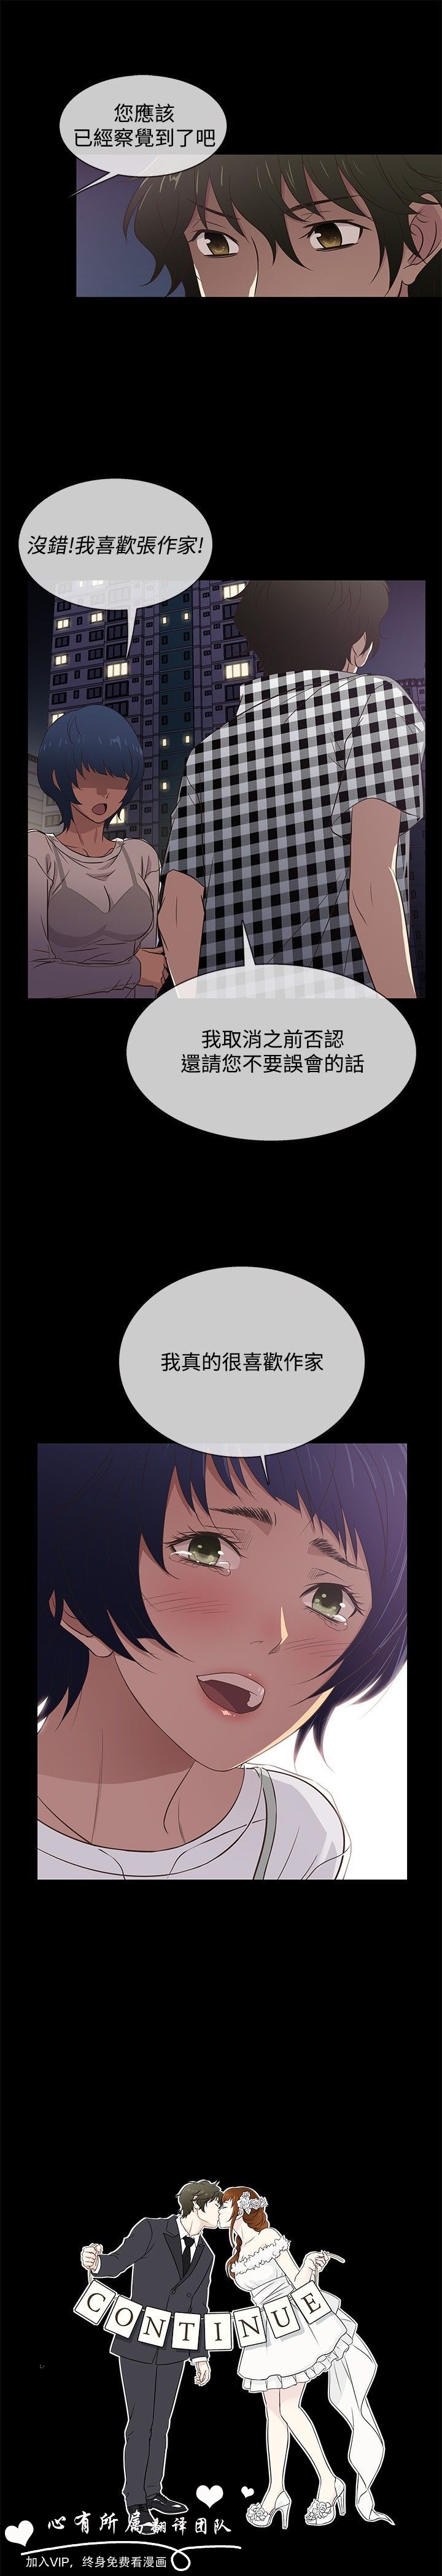 您應該
已經察覺到了吧
沒錯!我喜歡張作家!
我取消之前否認
還請您不要誤會的話
我真的很喜歡作家
CONTINUE
心有所属翻译团队
加入VIP，终身免费看漫画